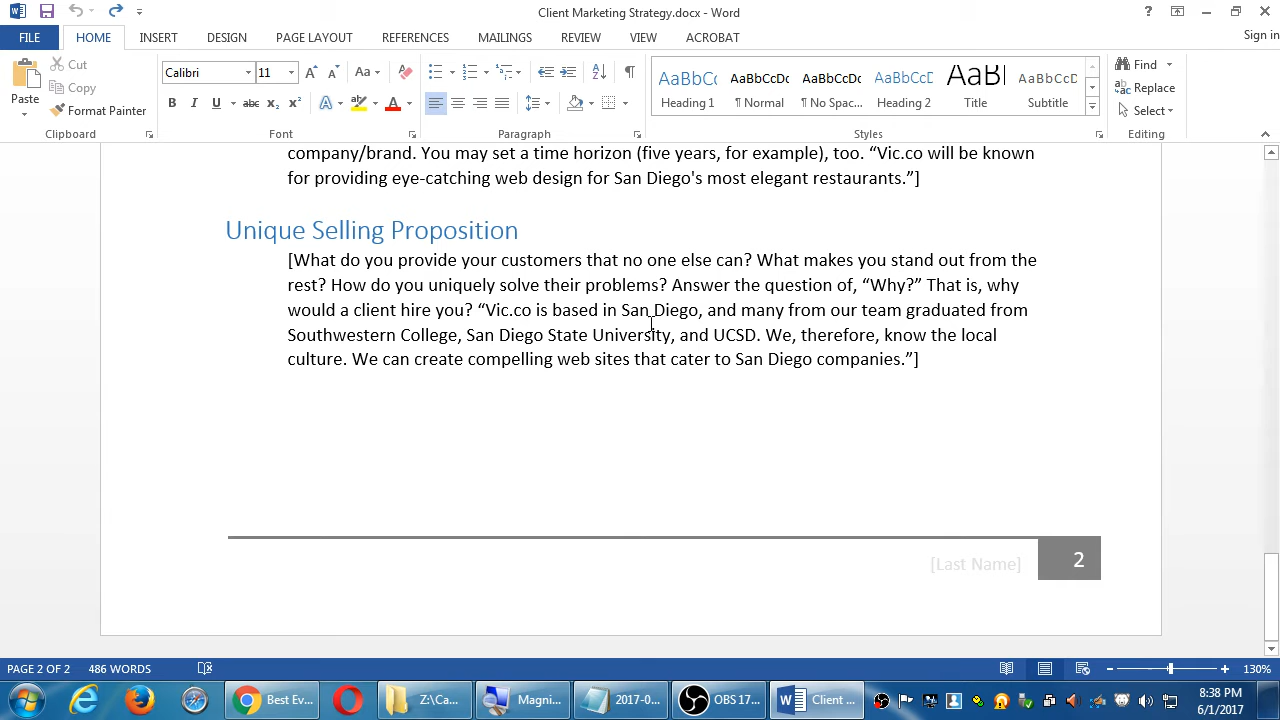 Client Marketing Strategy.docx - Word
?
FILE HOME INSERT DESIGN PAGE LAYOUT REFERENCES MAILINGS REVIEW VIEW ACROBAT Sign in
Paste
Cut
Copy
Format Painter
Clipboard
Calibri 11
Aa
B I U abc X₂ X²
Font
Paragraph
AaBbCc AaBbCcDc AaBbCcDc AaBbCcD AaB AaBbCcD
Heading 1 ¶ Normal ¶ No Spac... Heading 2 Title Subtitle
Styles
Find
Replace
Select
Editing
company/brand. You may set a time horizon (five years, for example), too. “Vic.co will be known
for providing eye-catching web design for San Diego's most elegant restaurants.”]
Unique Selling Proposition
[What do you provide your customers that no one else can? What makes you stand out from the
rest? How do you uniquely solve their problems? Answer the question of, “Why?” That is, why
would a client hire you? “Vic.co is based in San Diego, and many from our team graduated from
Southwestern College, San Diego State University, and UCSD. We, therefore, know the local
culture. We can create compelling web sites that cater to San Diego companies.”]
[Last Name] 2
PAGE 2 OF 2 486 WORDS 130%
Best Ev... Z:\Ca... Magni... 2017-0... OBS 17... Client ...
8:38 PM
6/1/2017